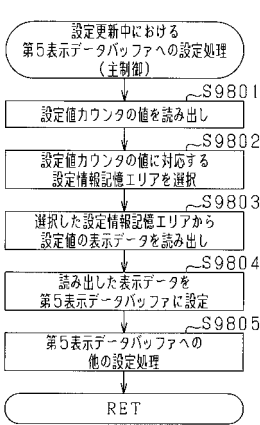 設定更新中における
第5表示データバッファへの設定処理
(主制御)
S9801
設定値カウンタの値を読み出し
S9802
設定値カウンタの値に対応する
設定情報記憶エリアを選択
S9803
選択した設定情報記憶エリアから
設定値の表示データを読み出し
S9804
読み出した表示データを
第5表示データバッファに設定
S9805
第5表示データバッファへの
他の設定処理
RET